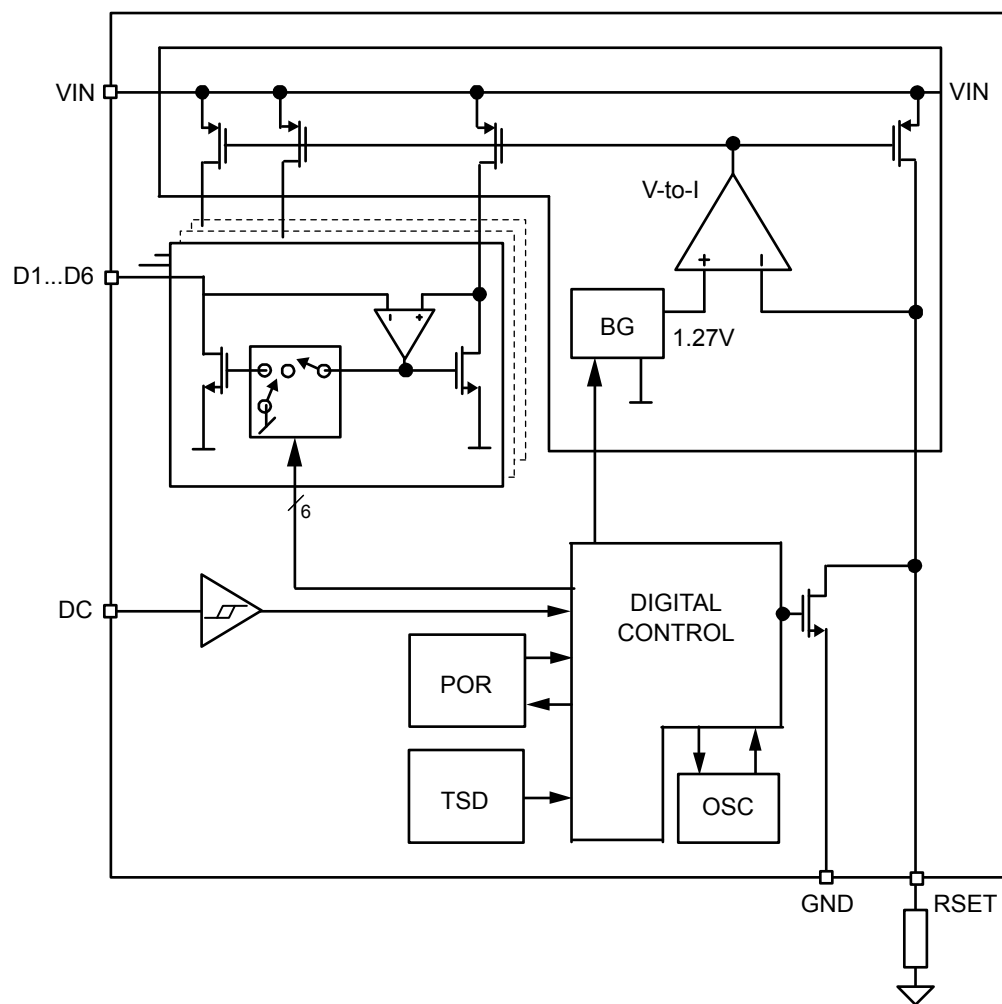 VIN
VIN
V-to-I
+
–
D1...D6
–
+
BG
1.27V
6
DC
DIGITAL
CONTROL
POR
TSD
OSC
GND
RSET